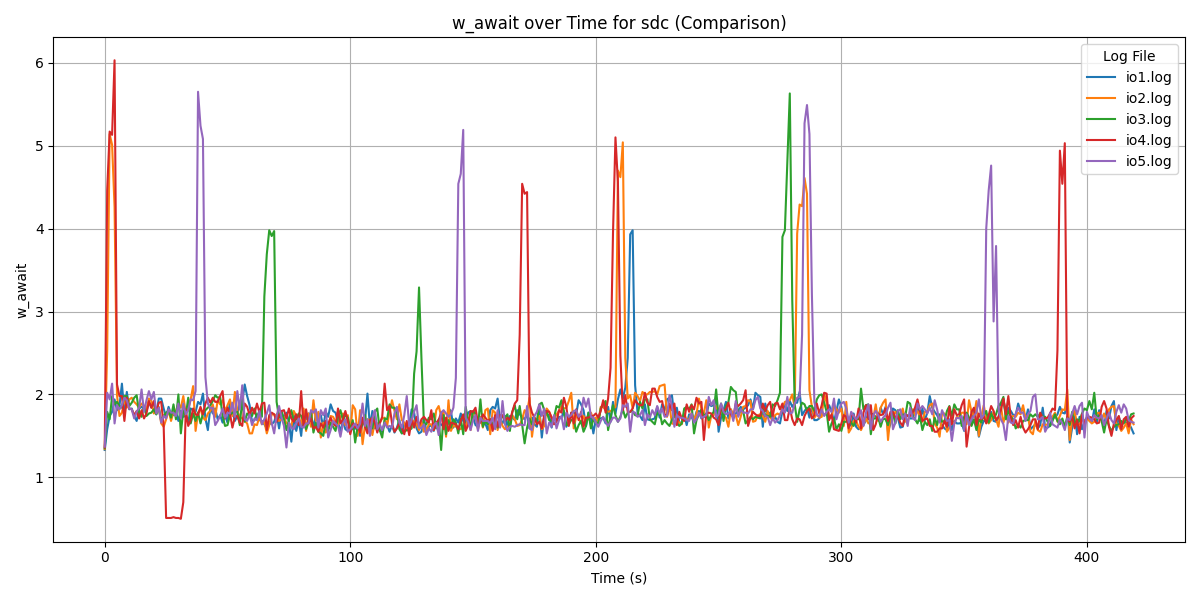 w_await over Time for sdc (Comparison)
Log File
io1.log
io2.log
io3.log
io4.log
io5.log
6
5
4
3
2
1
w_await
0 100 200 300 400
Time (s)